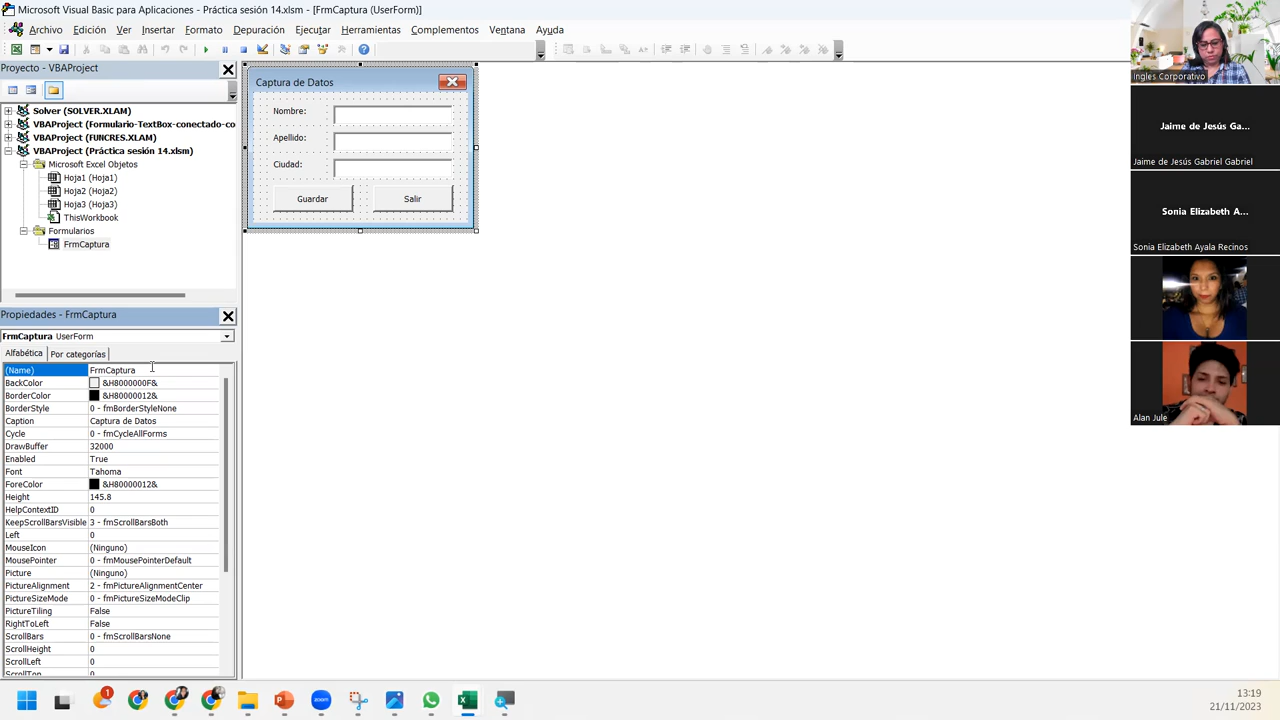 Microsoft Visual Basic para Aplicaciones - Práctica sesión 14.xlsm - [FrmCaptura (UserForm)]
Archivo Edición Ver Insertar Formato Depuración Ejecutar Herramientas Complementos Ventana Ayuda
Proyecto - VBAProject
Solver (SOLVER.XLAM)
VBAProject (Formulario-TextBox-conectado-co
VBAProject (FUNCRES.XLAM)
VBAProject (Práctica sesión 14.xlsm)
Microsoft Excel Objetos
Hoja1 (Hoja1)
Hoja2 (Hoja2)
Hoja3 (Hoja3)
ThisWorkbook
Formularios
FrmCaptura
Propiedades - FrmCaptura
FrmCaptura UserForm
Alfabética Por categorías
(Name) FrmCaptura
BackColor &H8000000F&
BorderColor &H80000012&
BorderStyle 0 - fmBorderStyleNone
Caption Captura de Datos
Cycle 0 - fmCycleAllForms
DrawBuffer 32000
Enabled True
Font Tahoma
ForeColor &H80000012&
Height 145.8
HelpContextID 0
KeepScrollBarsVisible 3 - fmScrollBarsBoth
Left 0
MouseIcon (Ninguno)
MousePointer 0 - fmMousePointerDefault
Picture (Ninguno)
PictureAlignment 2 - fmPictureAlignmentCenter
PictureSizeMode 0 - fmPictureSizeModeClip
PictureTiling False
RightToLeft False
ScrollBars 0 - fmScrollBarsNone
ScrollHeight 0
ScrollLeft 0
ScrollTop 0
Captura de Datos
Nombre:
Apellido:
Ciudad:
Guardar Salir
Ingles Corporativo
Jaime de Jesús Ga...
Jaime de Jesús Gabriel Gabriel
Sonia Elizabeth A...
Sonia Elizabeth Ayala Recinos
Alan Jule
1
zoom
13:19
21/11/2023